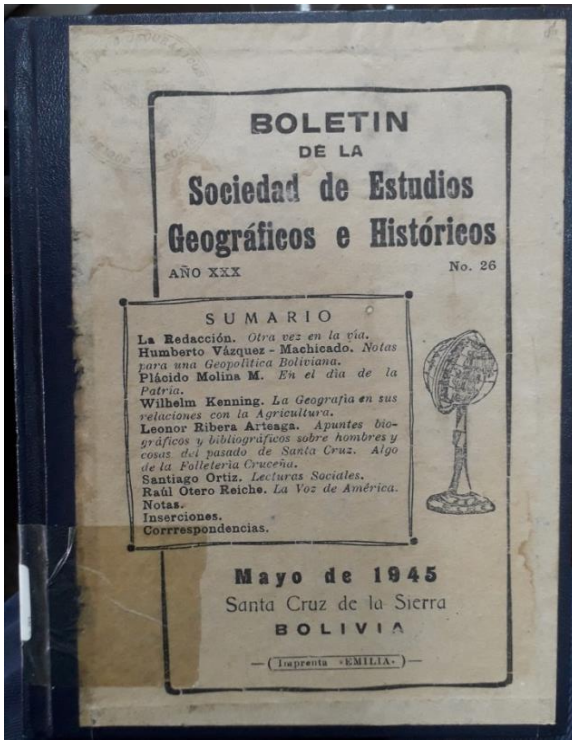 BOLETIN
DE LA
Sociedad de Estudios
Geográficos e Históricos
AÑO XXX No. 26
SUMARIO
La Redacción. Otra vez en la vía.
Humberto Vázquez - Machicado. Notas
para una Geopolítica Boliviana.
Plácido Molina M. En el día de la
Patria.
Wilhelm Kenning. La Geografía en sus
relaciones con la Agricultura.
Leonor Ribera Arteaga. Apuntes bio-
gráficos y bibliográficos sobre hombres y
cosas del pasado de Santa Cruz. Algo
de la Folletería Cruceña.
Santiago Ortiz. Lecturas Sociales.
Raúl Otero Reiche. La Voz de América.
Notas.
Inserciones.
Corrrespondencias.
Mayo de 1945
Santa Cruz de la Sierra
BOLIVIA
(Imprenta «EMILIA»)